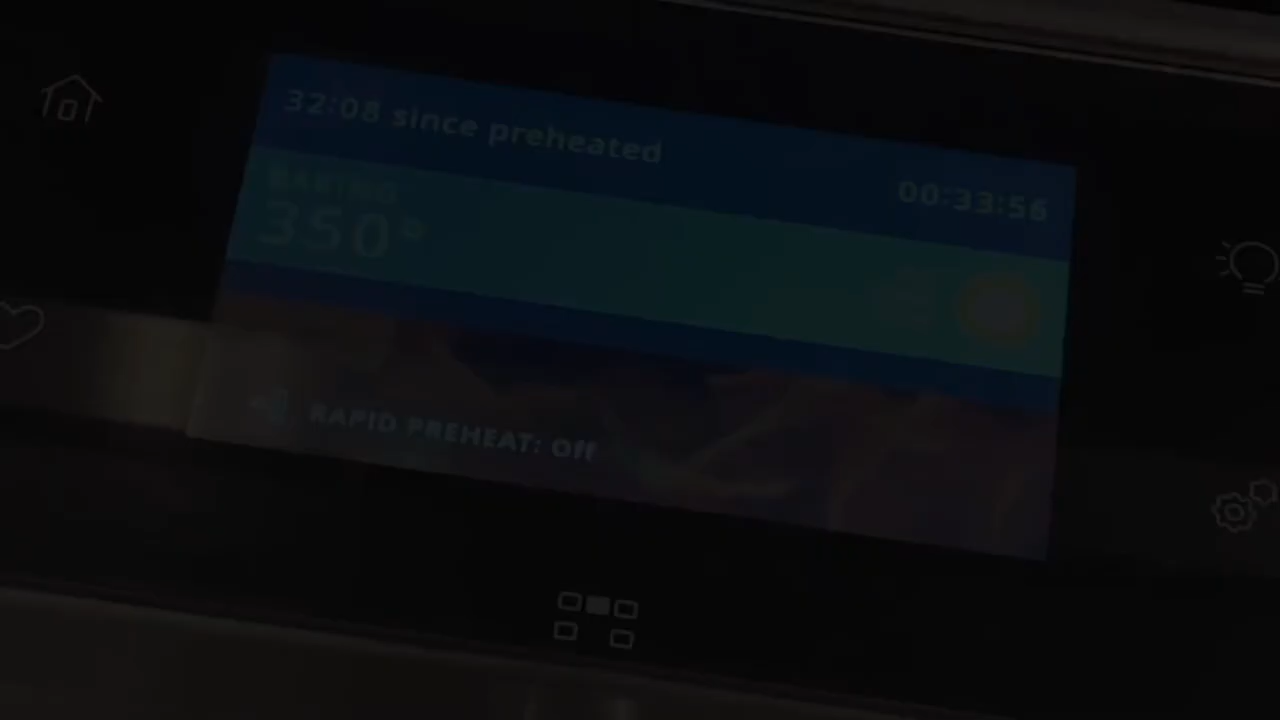 32:08 since preheated
00:33:56
BAKING
350°
RAPID PREHEAT: Off